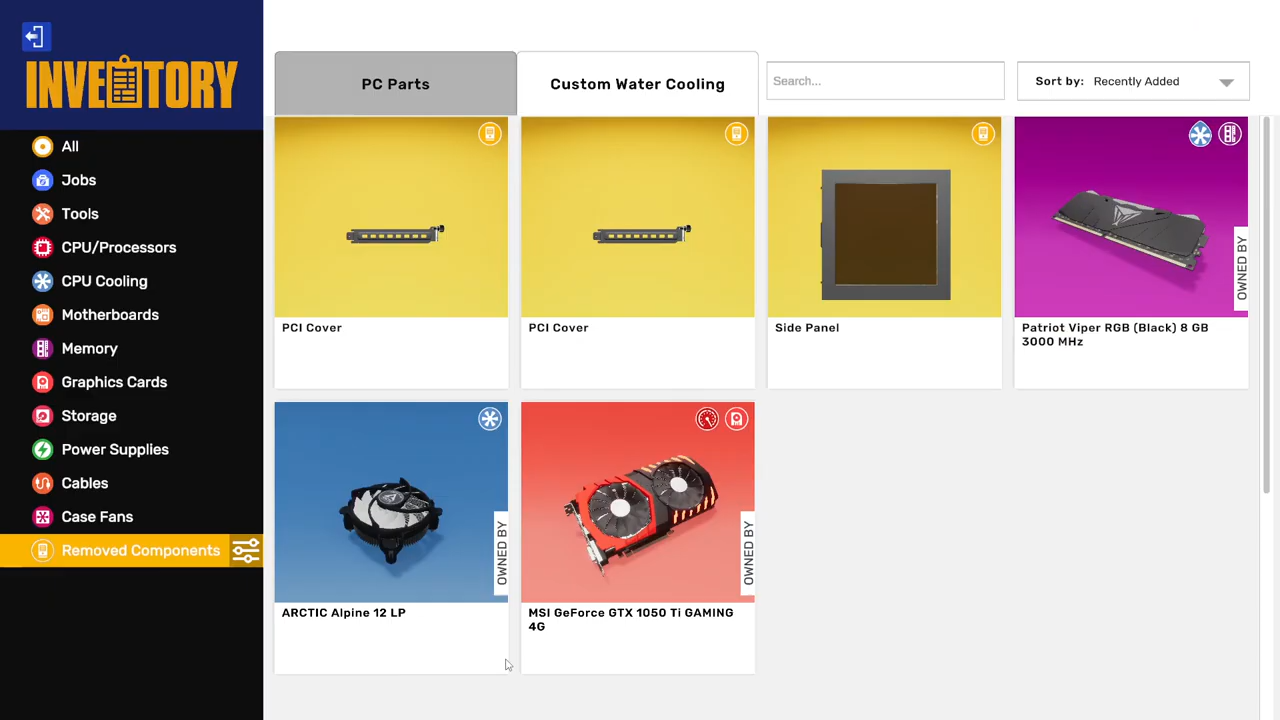 INVENTORY
All
Jobs
Tools
CPU/Processors
CPU Cooling
Motherboards
Memory
Graphics Cards
Storage
Power Supplies
Cables
Case Fans
Removed Components
PC Parts
Custom Water Cooling
Search...
Sort by: Recently Added
PCI Cover
PCI Cover
Side Panel
OWNED BY
Patriot Viper RGB (Black) 8 GB
3000 MHz
OWNED BY
ARCTIC Alpine 12 LP
OWNED BY
MSI GeForce GTX 1050 Ti GAMING
4G